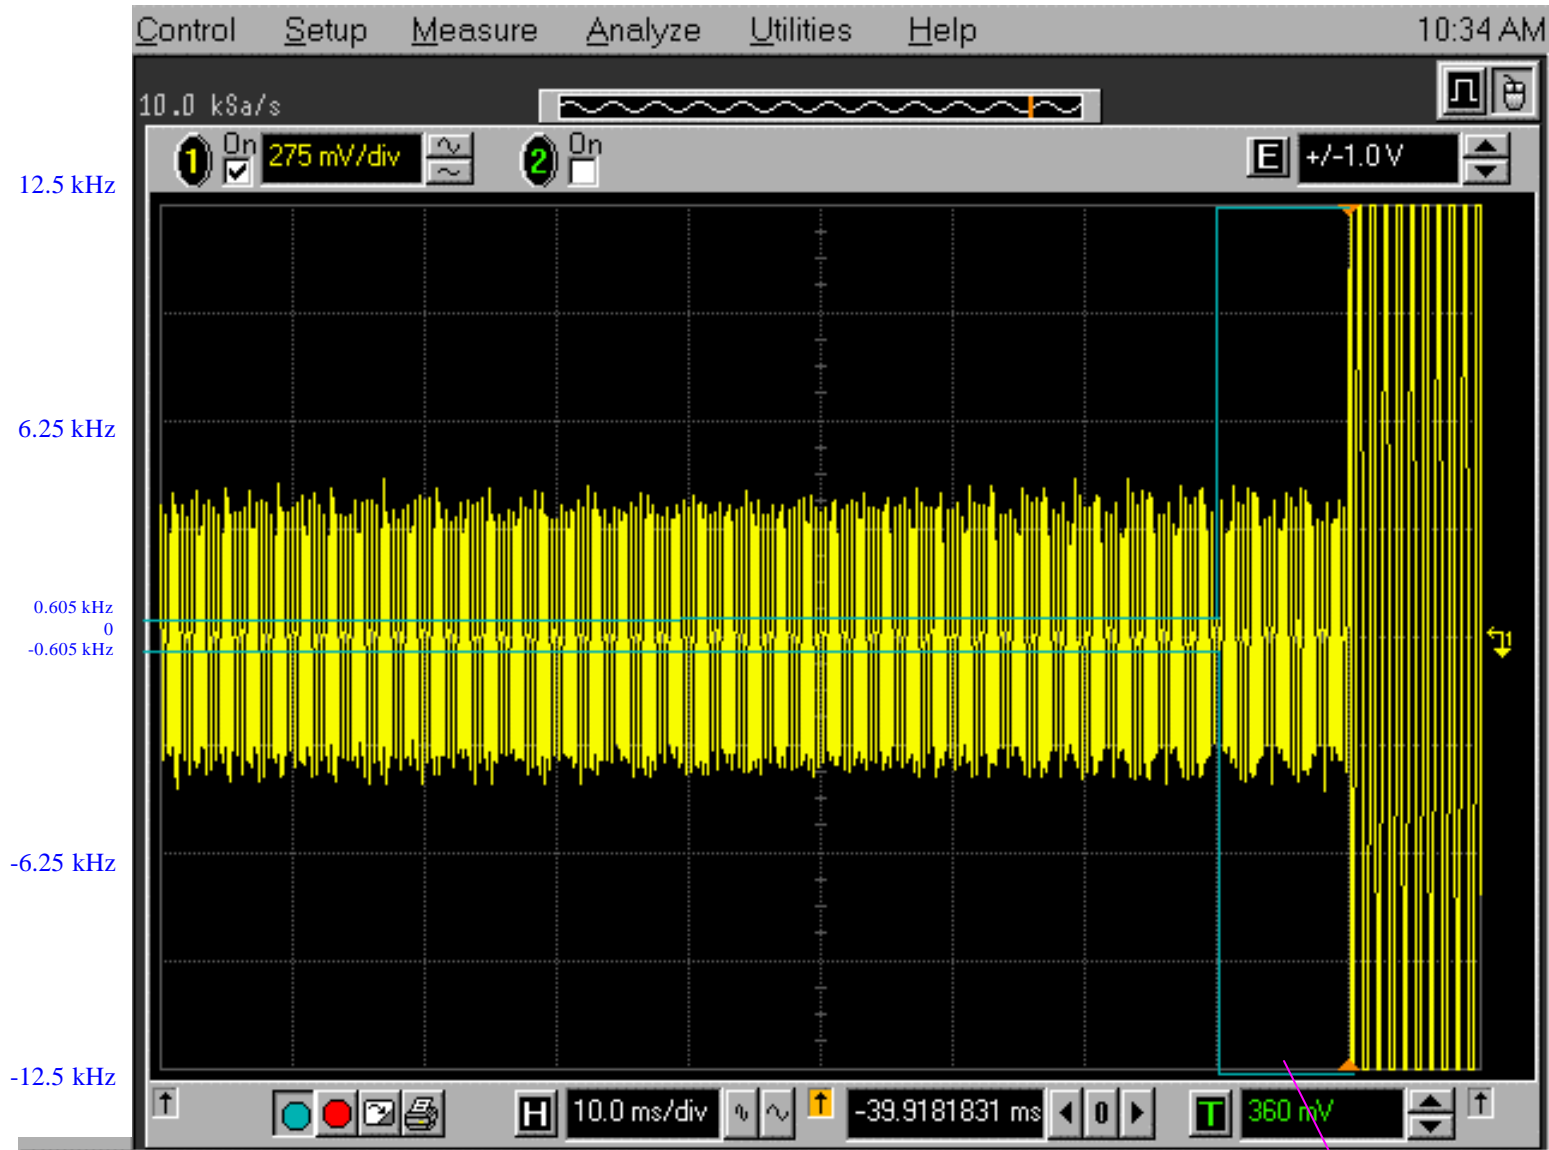 Control Setup Measure Analyze Utilities Help 10:34 AM
10.0 kSa/s
1 On 275 mV/div 2 On E +/-1.0 V
12.5 kHz
6.25 kHz
0.605 kHz
0
-0.605 kHz
1
-6.25 kHz
-12.5 kHz
H 10.0 ms/div -39.9181831 ms 0 T 360 mV